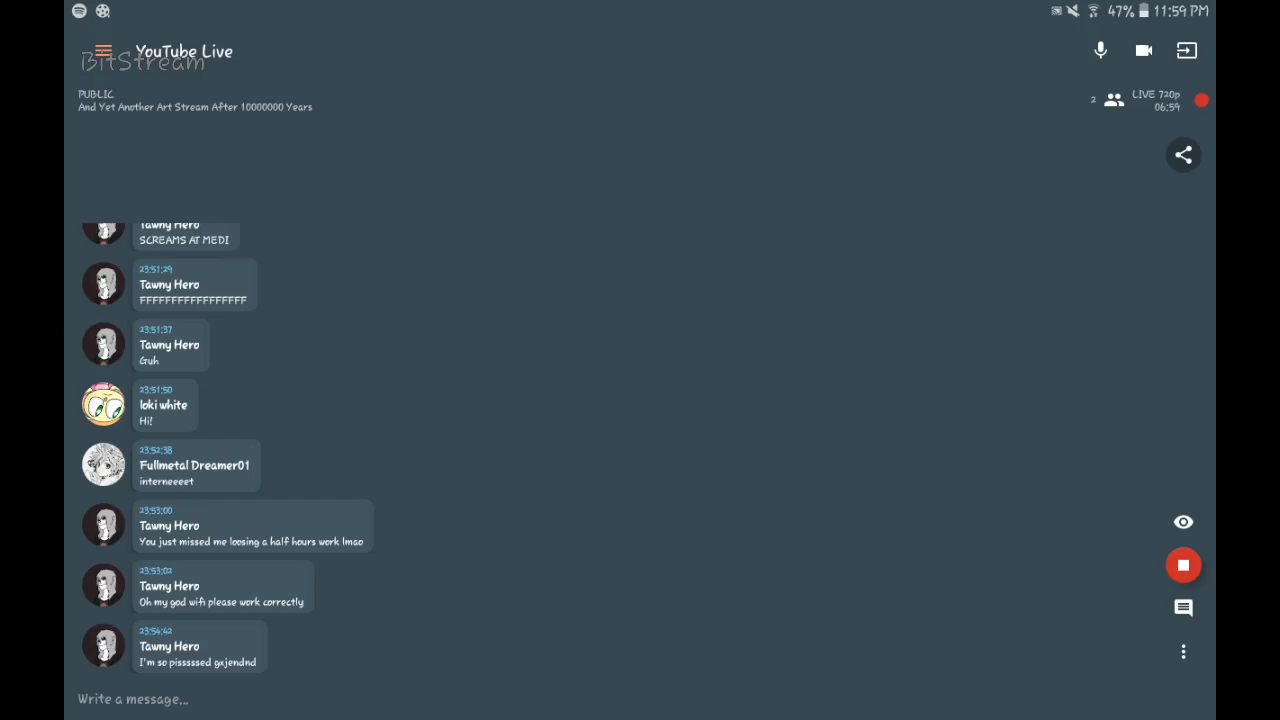 47% 11:59 PM
YouTube Live
BitStream
PUBLIC
And Yet Another Art Stream After 10000000 Years
2
LIVE 720p
06:59
Tawny Hero
SCREAMS AT MEDI
23:51:29
Tawny Hero
FFFFFFFFFFFFFFFFF
23:51:37
Tawny Hero
Guh
23:51:50
loki white
Hi!
23:52:38
Fullmetal Dreamer01
interneeeet
23:53:00
Tawny Hero
You just missed me loosing a half hours work lmao
23:53:02
Tawny Hero
Oh my god wifi please work correctly
23:54:42
Tawny Hero
I'm so pisssssed gxjendnd
Write a message...